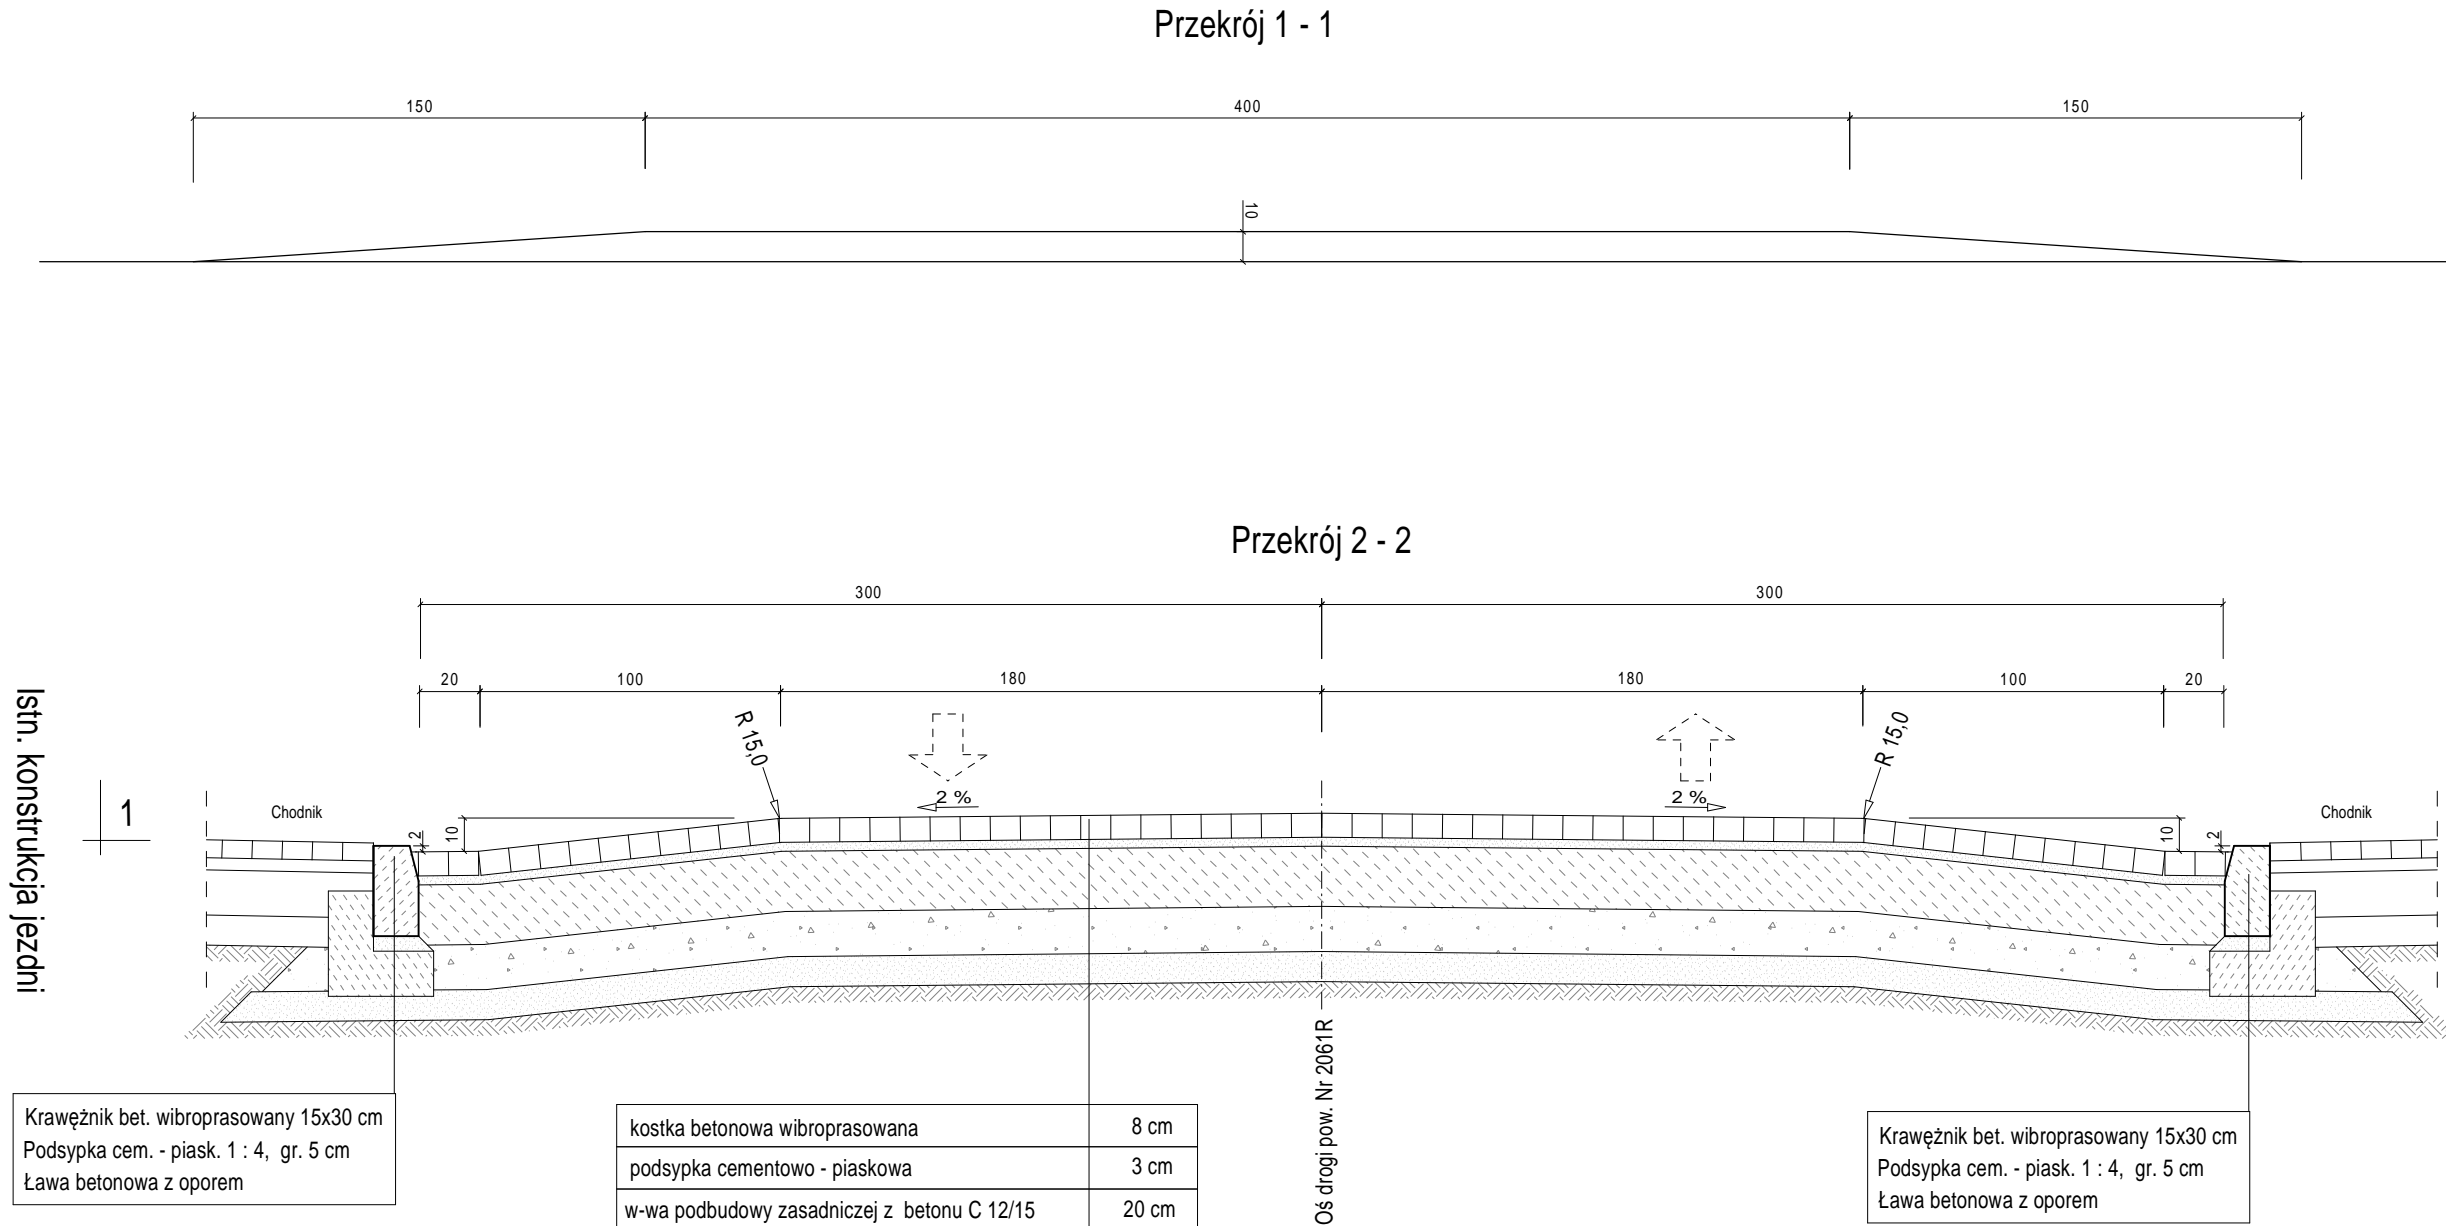 Przekrój 1 - 1
150
400
150
10
Przekrój 2 - 2
300
300
20
100
180
180
100
20
R 15,0
R 15,0
2 %
2 %
Istn. konstrukcja jezdni
1
Chodnik
2
10
10
2
Chodnik
Oś drogi pow. Nr 2061R
Krawężnik bet. wibroprasowany 15x30 cm
Podsypka cem. - piask. 1 : 4, gr. 5 cm
Ława betonowa z oporem
kostka betonowa wibroprasowana 8 cm
podsypka cementowo - piaskowa 3 cm
w-wa podbudowy zasadniczej z betonu C 12/15 20 cm
Krawężnik bet. wibroprasowany 15x30 cm
Podsypka cem. - piask. 1 : 4, gr. 5 cm
Ława betonowa z oporem